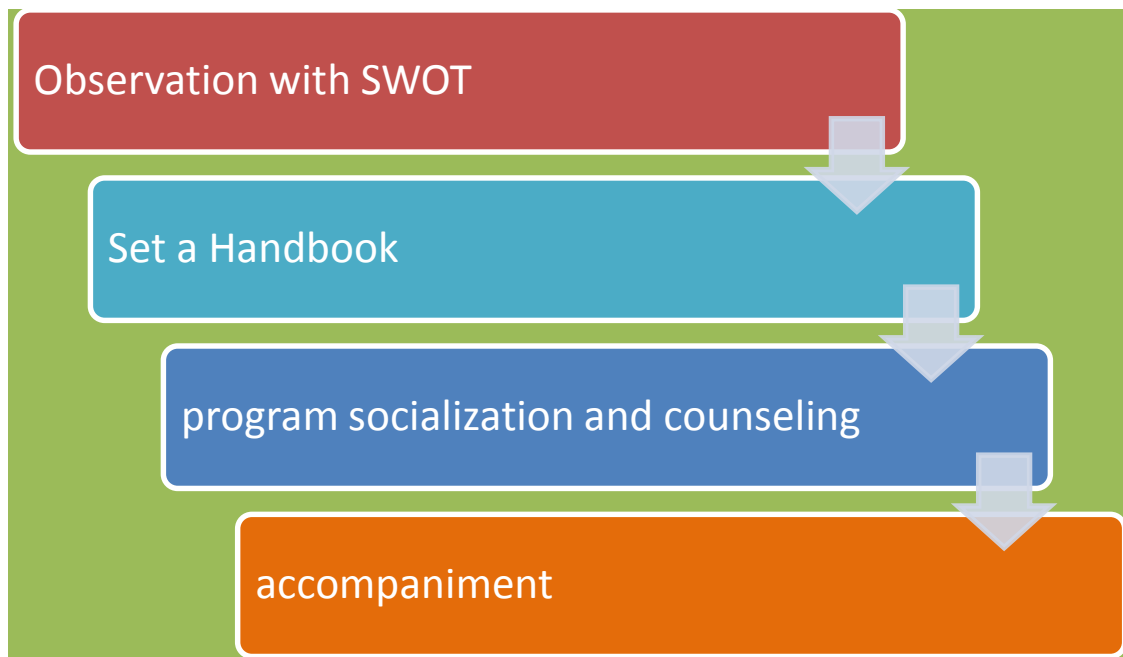 Observation with SWOT
Set a Handbook
program socialization and counseling
accompaniment